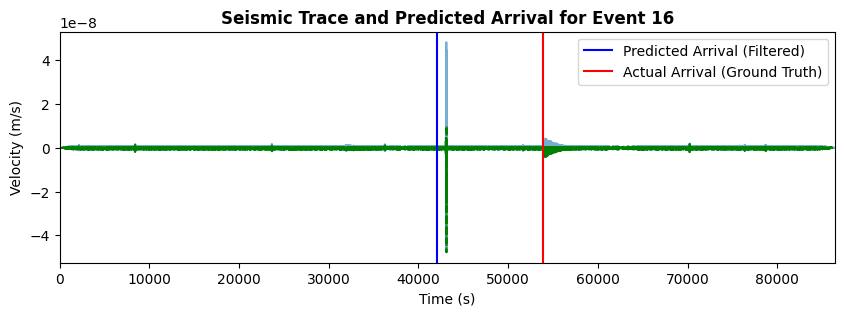 Seismic Trace and Predicted Arrival for Event 16
1e−8
Predicted Arrival (Filtered)
Actual Arrival (Ground Truth)
4
2
0
−2
−4
Velocity (m/s)
0 10000 20000 30000 40000 50000 60000 70000 80000
Time (s)